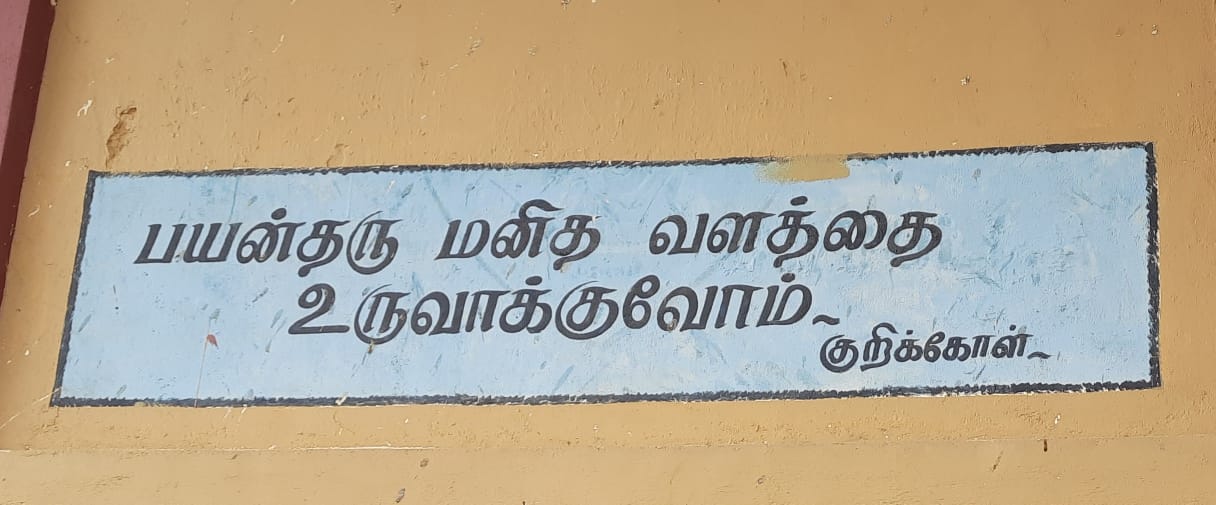 பயன்தரு மனித வளத்தை
உருவாக்குவோம்~
குறிக்கோள்~